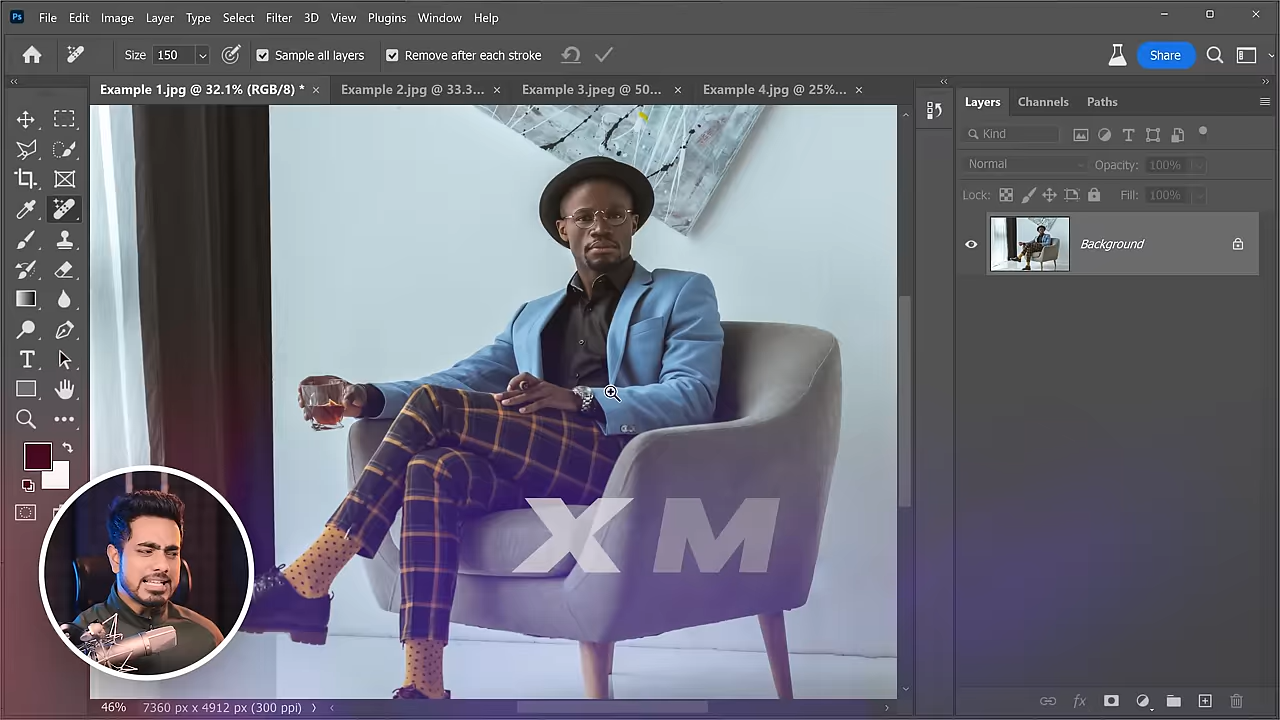 Ps File Edit Image Layer Type Select Filter 3D View Plugins Window Help
Size 150 Sample all layers Remove after each stroke Share
Example 1.jpg @ 32.1% (RGB/8) * × Example 2.jpg @ 33.3... × Example 3.jpeg @ 50... × Example 4.jpg @ 25%... ×
Layers Channels Paths
Kind
Normal Opacity: 100%
Lock: Fill: 100%
Background
X M
46% 7360 px x 4912 px (300 ppi)
fx